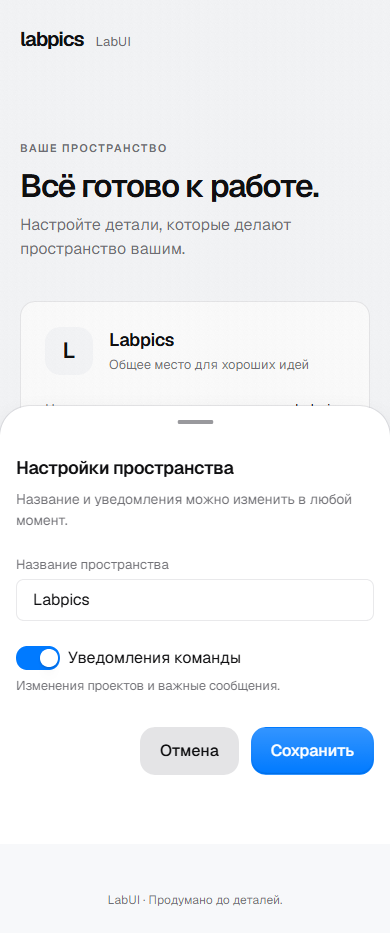 labpics LabUI
ВАШЕ ПРОСТРАНСТВО
Всё готово к работе.
Настройте детали, которые делают
пространство вашим.
L
Labpics
Общее место для хороших идей
Настройки пространства
Название и уведомления можно изменить в любой
момент.
Название пространства
Labpics
Уведомления команды
Изменения проектов и важные сообщения.
Отмена
Сохранить
LabUI · Продумано до деталей.